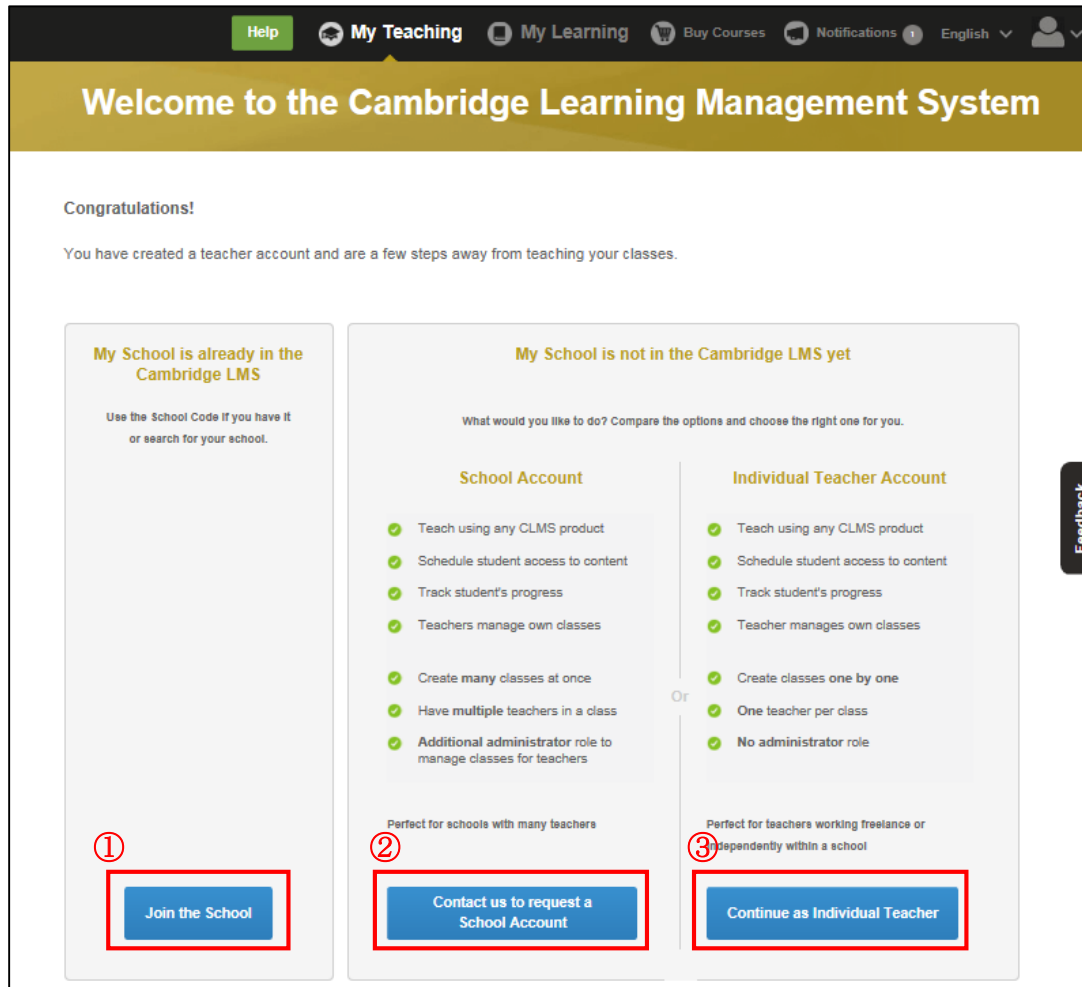 Help
My Teaching
My Learning
Buy Courses
Notifications 1
English
Welcome to the Cambridge Learning Management System
Congratulations!
You have created a teacher account and are a few steps away from teaching your classes.
My School is already in the
Cambridge LMS
Use the School Code if you have it
or search for your school.
①
Join the School
My School is not in the Cambridge LMS yet
What would you like to do? Compare the options and choose the right one for you.
School Account
Teach using any CLMS product
Schedule student access to content
Track student's progress
Teachers manage own classes
Create many classes at once
Have multiple teachers in a class
Additional administrator role to
manage classes for teachers
Perfect for schools with many teachers
②
Contact us to request a
School Account
Or
Individual Teacher Account
Teach using any CLMS product
Schedule student access to content
Track student's progress
Teacher manages own classes
Create classes one by one
One teacher per class
No administrator role
Perfect for teachers working freelance or
independently within a school
③
Continue as Individual Teacher
Feedback